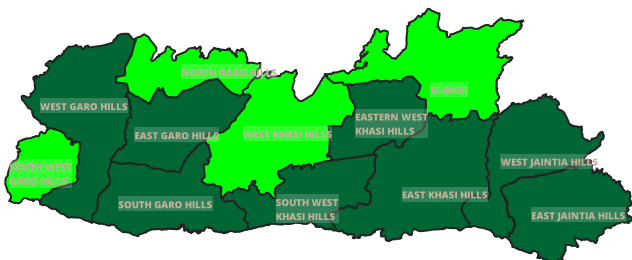 NORTH GARO HILLS
RI-BHOI
WEST GARO HILLS
EASTERN WEST
KHASI HILLS
EAST GARO HILLS
WEST KHASI HILLS
SOUTH WEST
GARO HILLS
WEST JAINTIA HILLS
EAST KHASI HILLS
SOUTH GARO HILLS
SOUTH WEST
KHASI HILLS
EAST JAINTIA HILLS